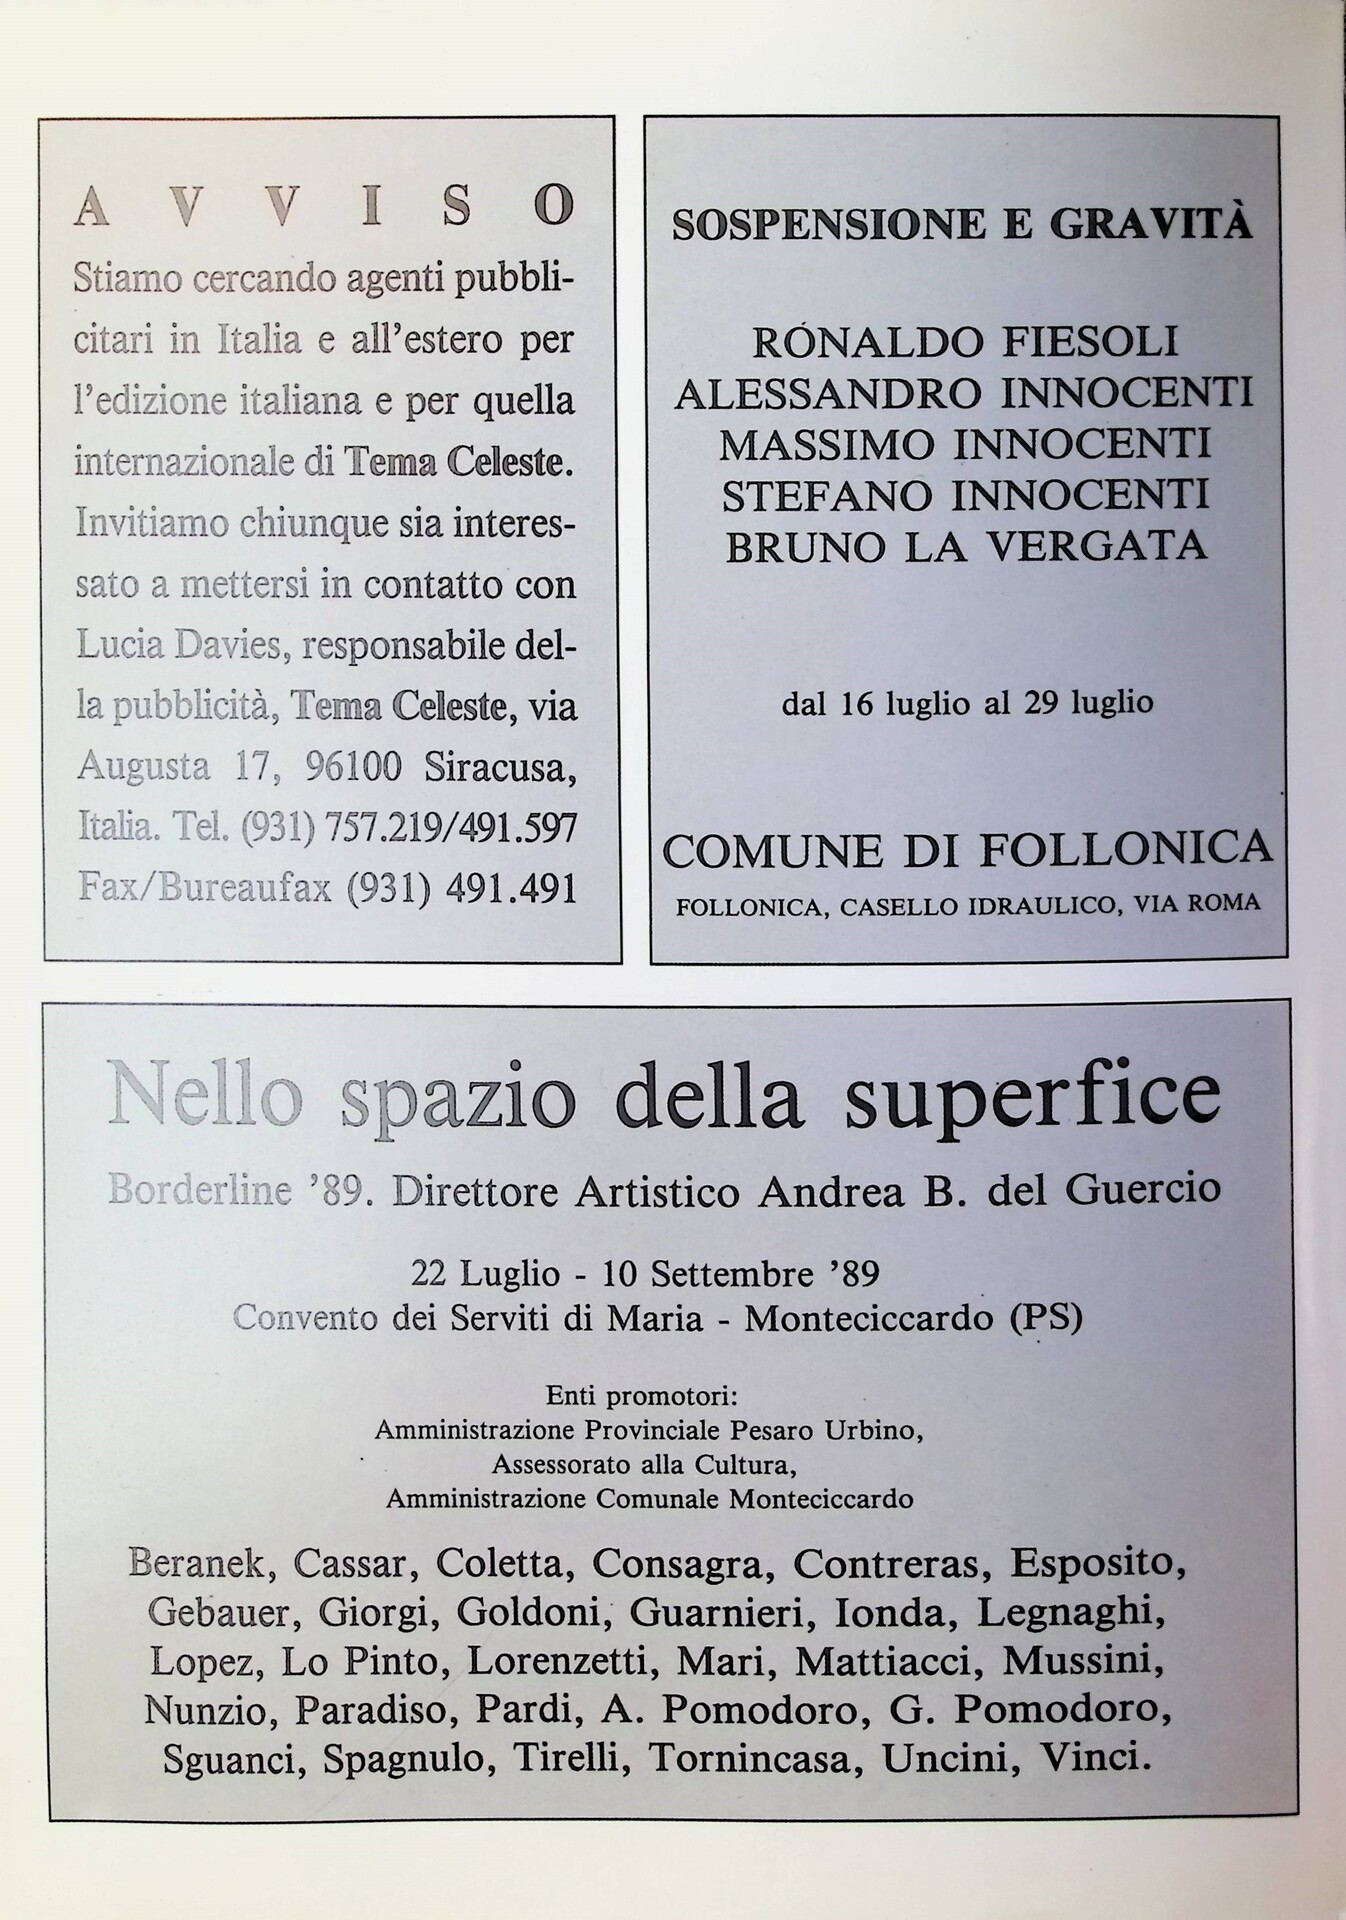 AVVISO
Stiamo cercando agenti pubbli-
citari in Italia e all'estero per
l'edizione italiana e per quella
internazionale di Tema Celeste.
Invitiamo chiunque sia interes-
sato a mettersi in contatto con
Lucia Davies, responsabile del-
la pubblicità, Tema Celeste, via
Augusta 17, 96100 Siracusa,
Italia. Tel. (931) 757.219/491.597
Fax/Bureaufax (931) 491.491
SOSPENSIONE E GRAVITÀ
RONALDO FIESOLI
ALESSANDRO INNOCENTI
MASSIMO INNOCENTI
STEFANO INNOCENTI
BRUNO LA VERGATA
dal 16 luglio al 29 luglio
COMUNE DI FOLLONICA
FOLLONICA, CASELLO IDRAULICO, VIA ROMA
Nello spazio della superfice
Borderline '89. Direttore Artistico Andrea B. del Guercio
22 Luglio - 10 Settembre '89
Convento dei Serviti di Maria - Monteciccardo (PS)
Enti promotori:
Amministrazione Provinciale Pesaro Urbino,
Assessorato alla Cultura,
Amministrazione Comunale Monteciccardo
Beranek, Cassar, Coletta, Consagra, Contreras, Esposito,
Gebauer, Giorgi, Goldoni, Guarnieri, Ionda, Legnaghi,
Lopez, Lo Pinto, Lorenzetti, Mari, Mattiacci, Mussini,
Nunzio, Paradiso, Pardi, A. Pomodoro, G. Pomodoro,
Sguanci, Spagnulo, Tirelli, Tornincasa, Uncini, Vinci.